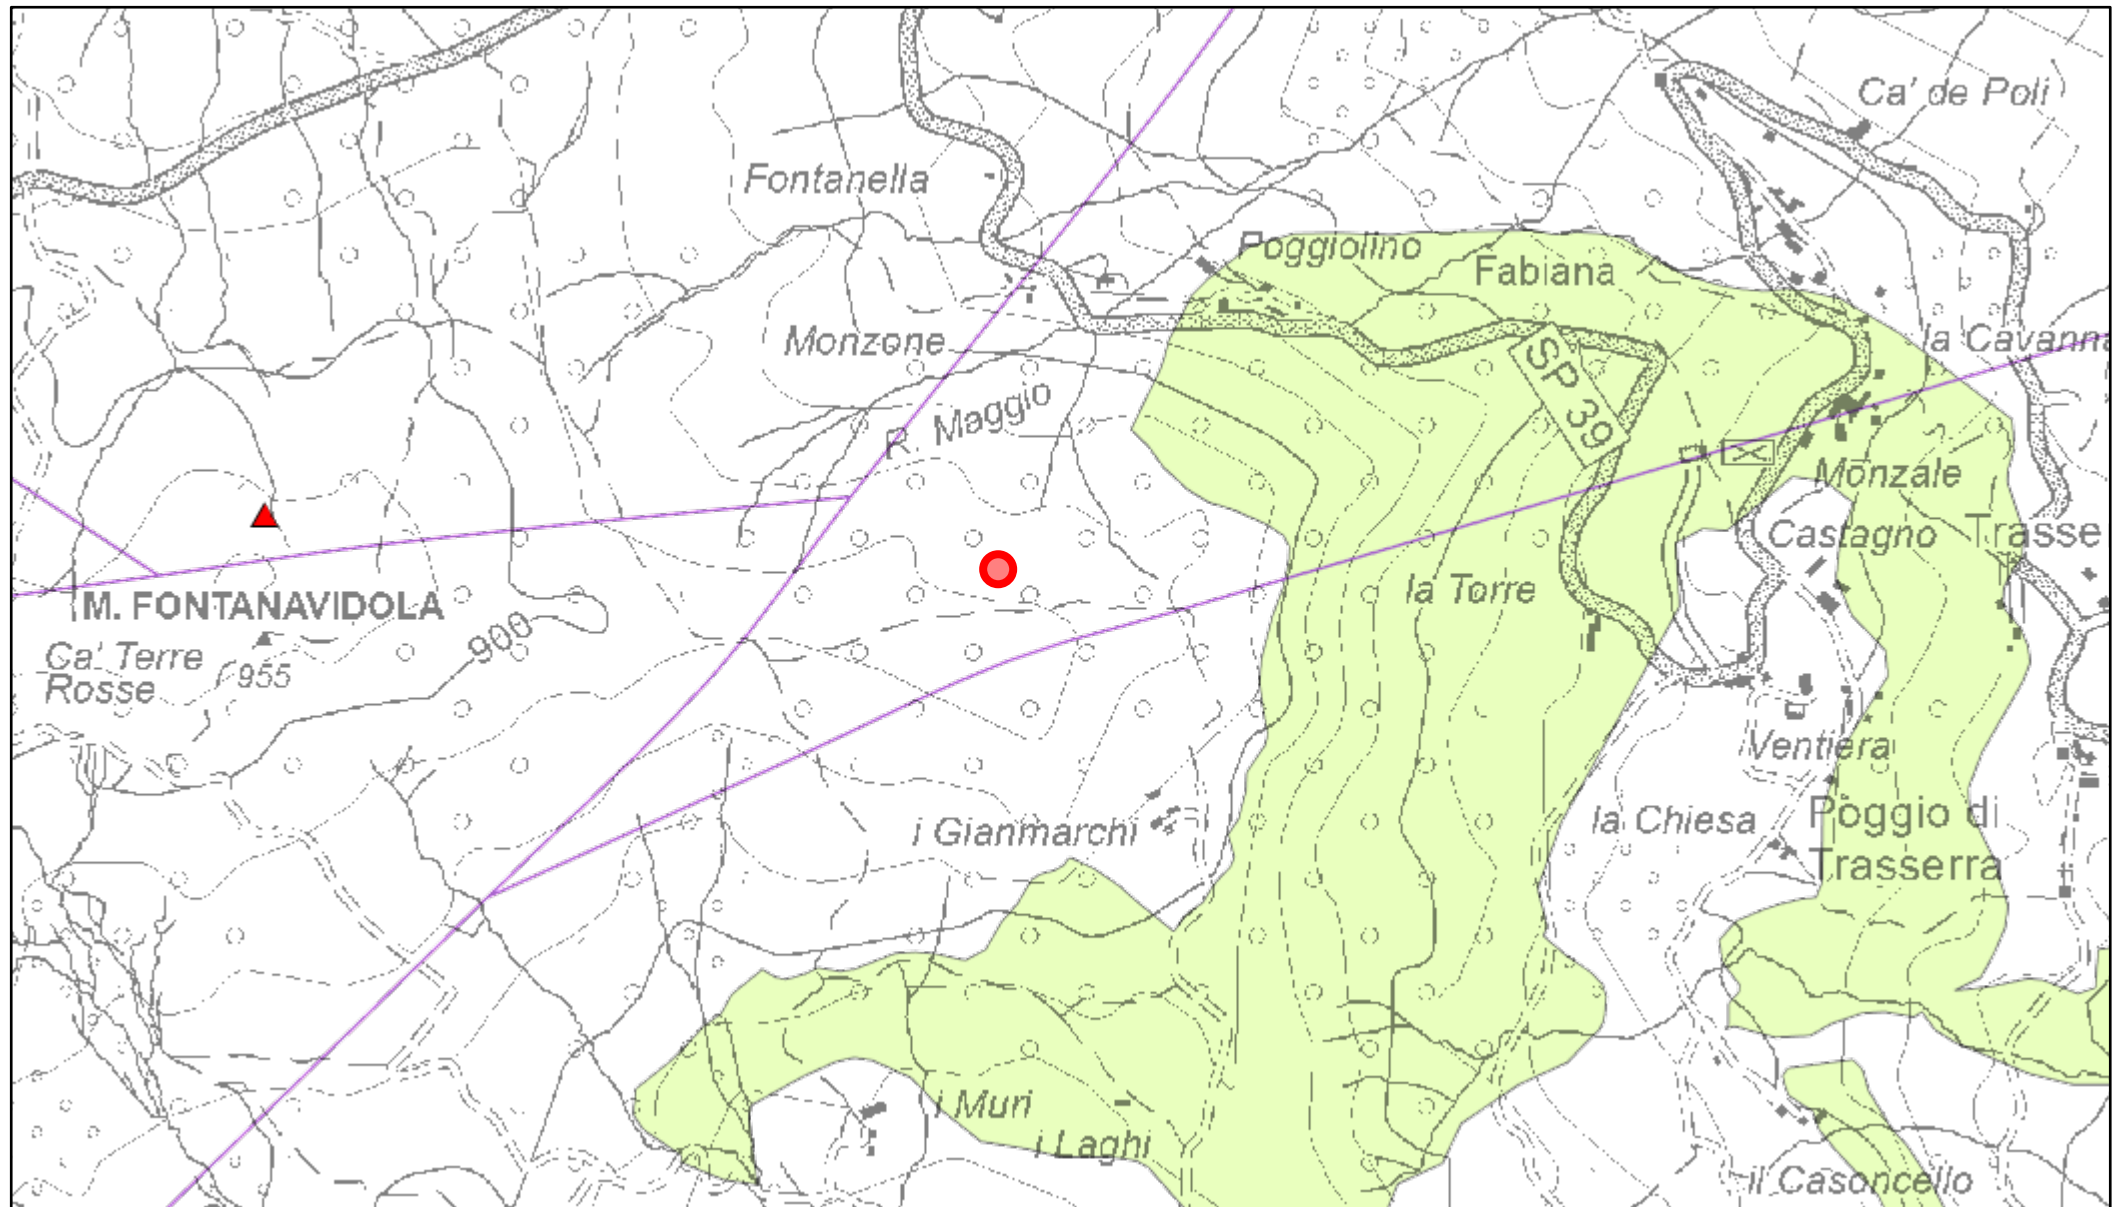 Ca' de Poli
Fontanella
Poggiolino
Fabiana
Monzone
la Cavanna
SP 39
R. Maggio
Monzale
Castagno
Trasse
la Torre
M. FONTANAVIDOLA
900
Ca' Terre
Rosse
955
Ventiera
i Gianmarchi
la Chiesa
Poggio di
Trasserra
i Muri
i Laghi
il Casoncello